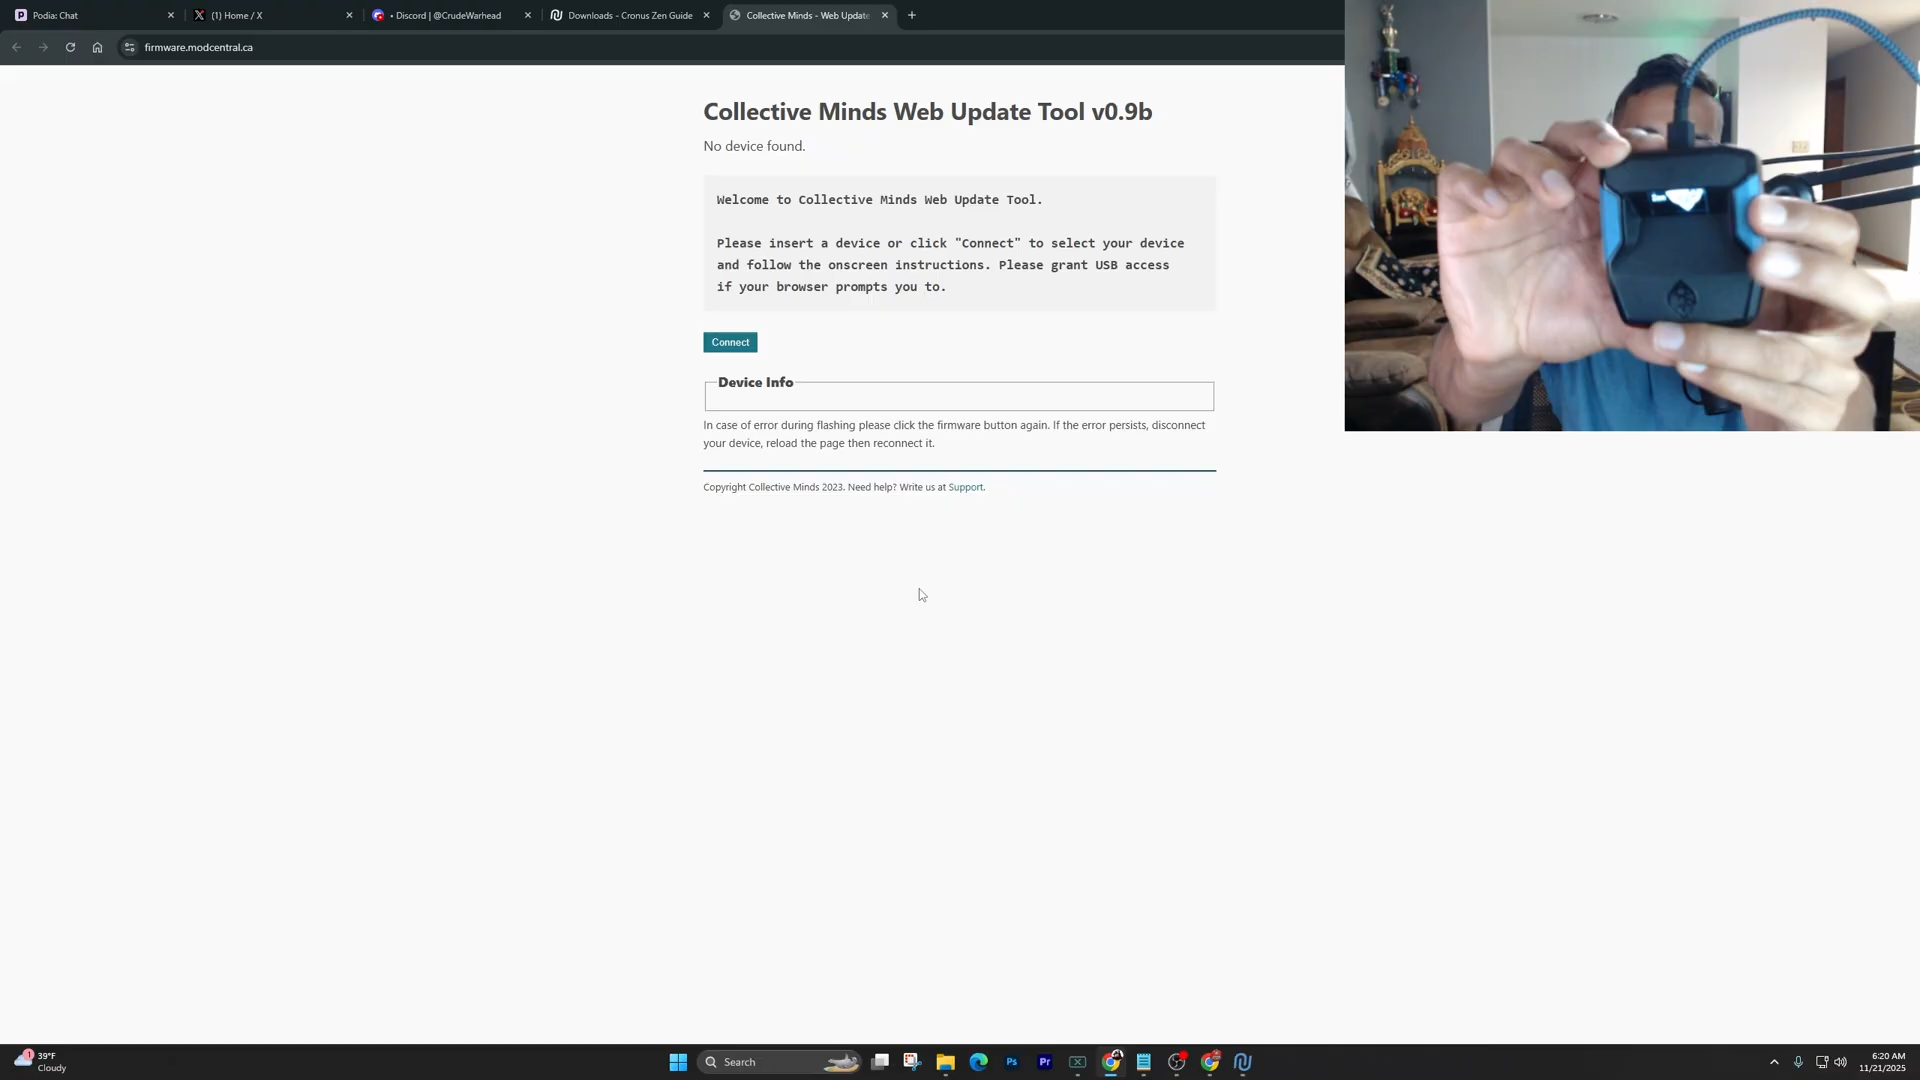 Podia: Chat
(1) Home / X
• Discord | @CrudeWarhead
Downloads - Cronus Zen Guide
Collective Minds - Web Update
firmware.modcentral.ca
Collective Minds Web Update Tool v0.9b
No device found.
Welcome to Collective Minds Web Update Tool.
Please insert a device or click "Connect" to select your device
and follow the onscreen instructions. Please grant USB access
if your browser prompts you to.
Connect
Device Info
In case of error during flashing please click the firmware button again. If the error persists, disconnect
your device, reload the page then reconnect it.
Copyright Collective Minds 2023. Need help? Write us at Support.
1
39°F
Cloudy
Search
Ps
Pr
6:20 AM
11/21/2025